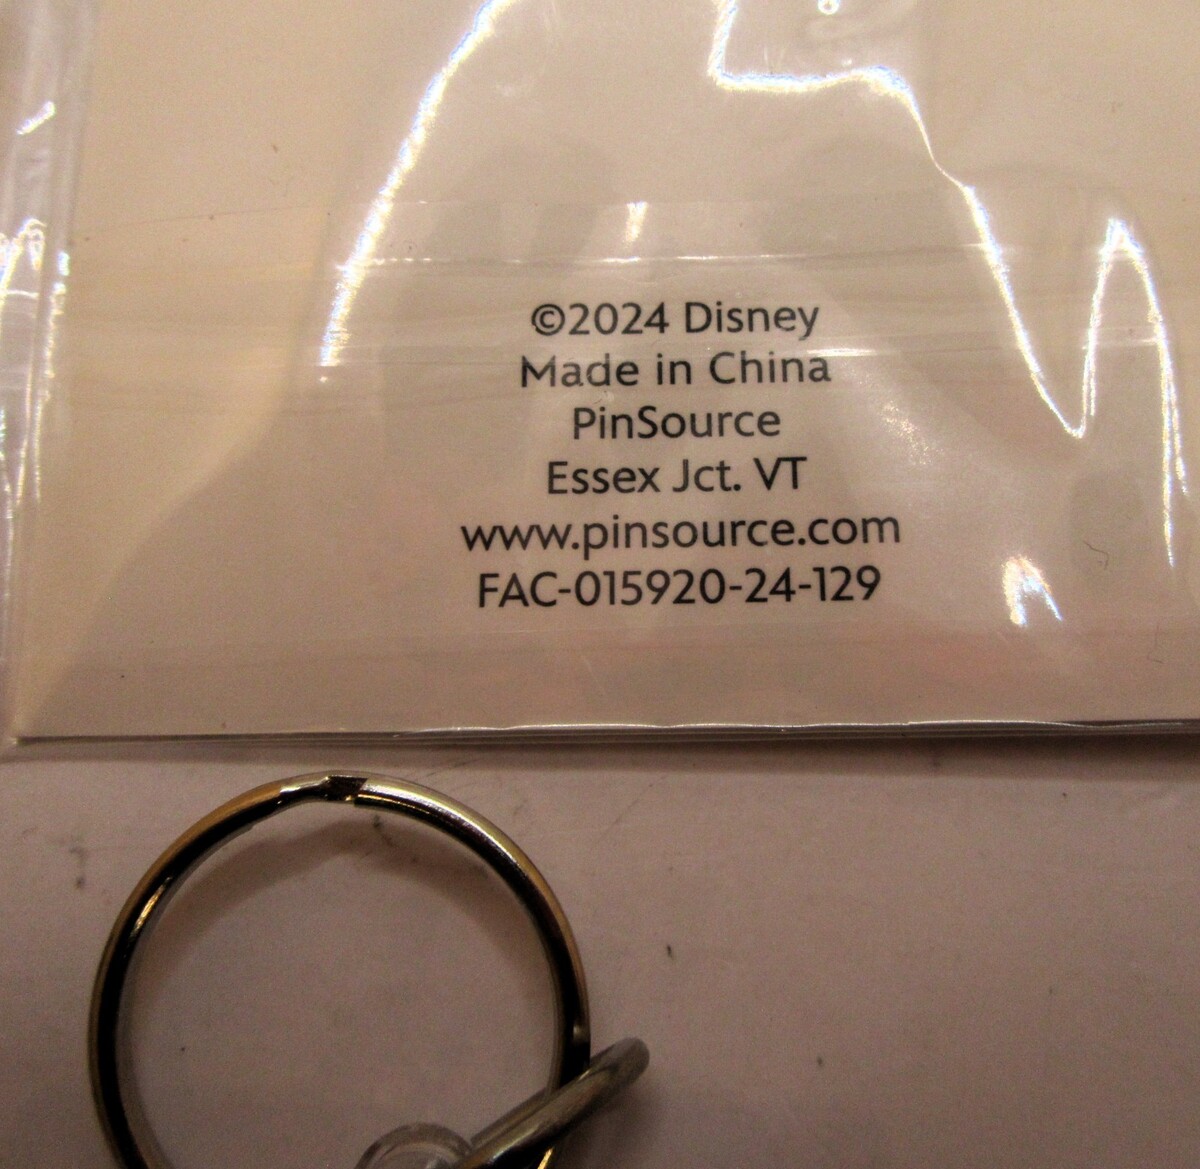 ©2024 Disney
Made in China
PinSource
Essex Jct. VT
www.pinsource.com
FAC-015920-24-129